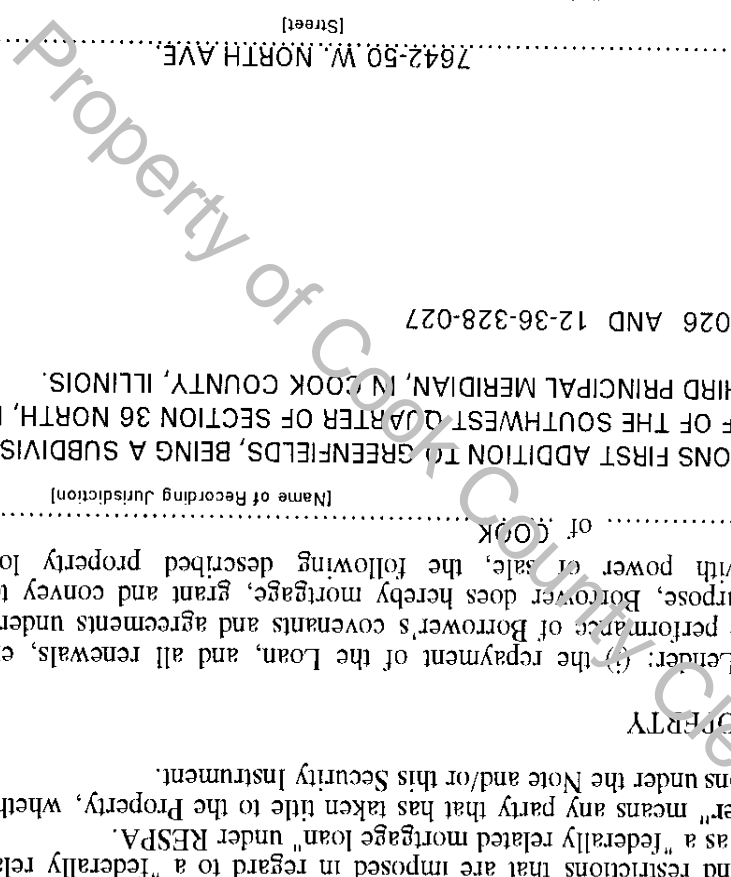 nd restrictions that are imposed in regard to a "federally rela
as a "federally related mortgage loan" under RESPA.
er" means any party that has taken title to the Property, wheth
ons under the Note and/or this Security Instrument.
OPERTY
Lender: (i) the repayment of the Loan, and all renewals, e
performance of Borrower's covenants and agreements under
urpose, Borrower does hereby mortgage, grant and convey t
vith power of sale, the following described property lo
of COOK
[Name of Recording Jurisdiction]
ONS FIRST ADDITION TO GREENFIELDS, BEING A SUBDIVIS
F OF THE SOUTHWEST QUARTER OF SECTION 36 NORTH,
HIRD PRINCIPAL MERIDIAN, IN COOK COUNTY, ILLINOIS.
026 AND 12-36-328-027
7642-50 W. NORTH AVE,
[Street]
Property of Cook County Cle